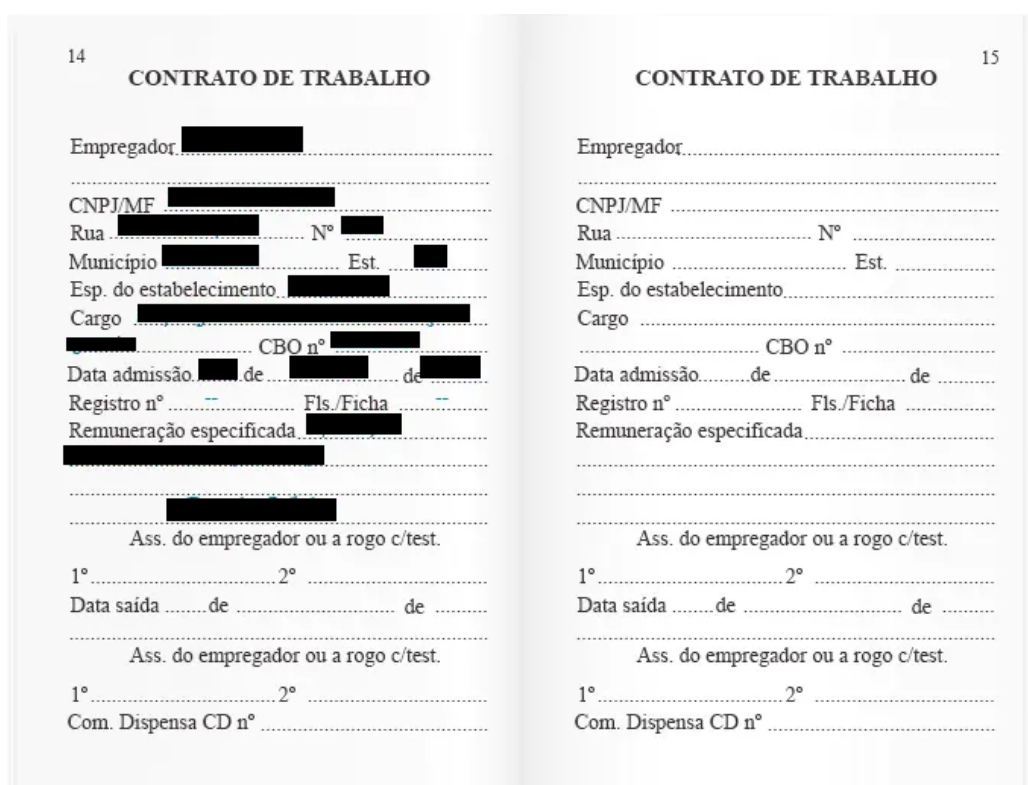 14
CONTRATO DE TRABALHO
Empregador
CNPJ/MF
Rua Nº
Município Est.
Esp. do estabelecimento
Cargo
CBO nº
Data admissão de de
Registro nº -- Fls./Ficha --
Remuneração especificada
Ass. do empregador ou a rogo c/test.
1º 2º
Data saída de de
Ass. do empregador ou a rogo c/test.
1º 2º
Com. Dispensa CD nº
15
CONTRATO DE TRABALHO
Empregador
CNPJ/MF
Rua Nº
Município Est.
Esp. do estabelecimento
Cargo
CBO nº
Data admissão de de
Registro nº Fls./Ficha
Remuneração especificada
Ass. do empregador ou a rogo c/test.
1º 2º
Data saída de de
Ass. do empregador ou a rogo c/test.
1º 2º
Com. Dispensa CD nº